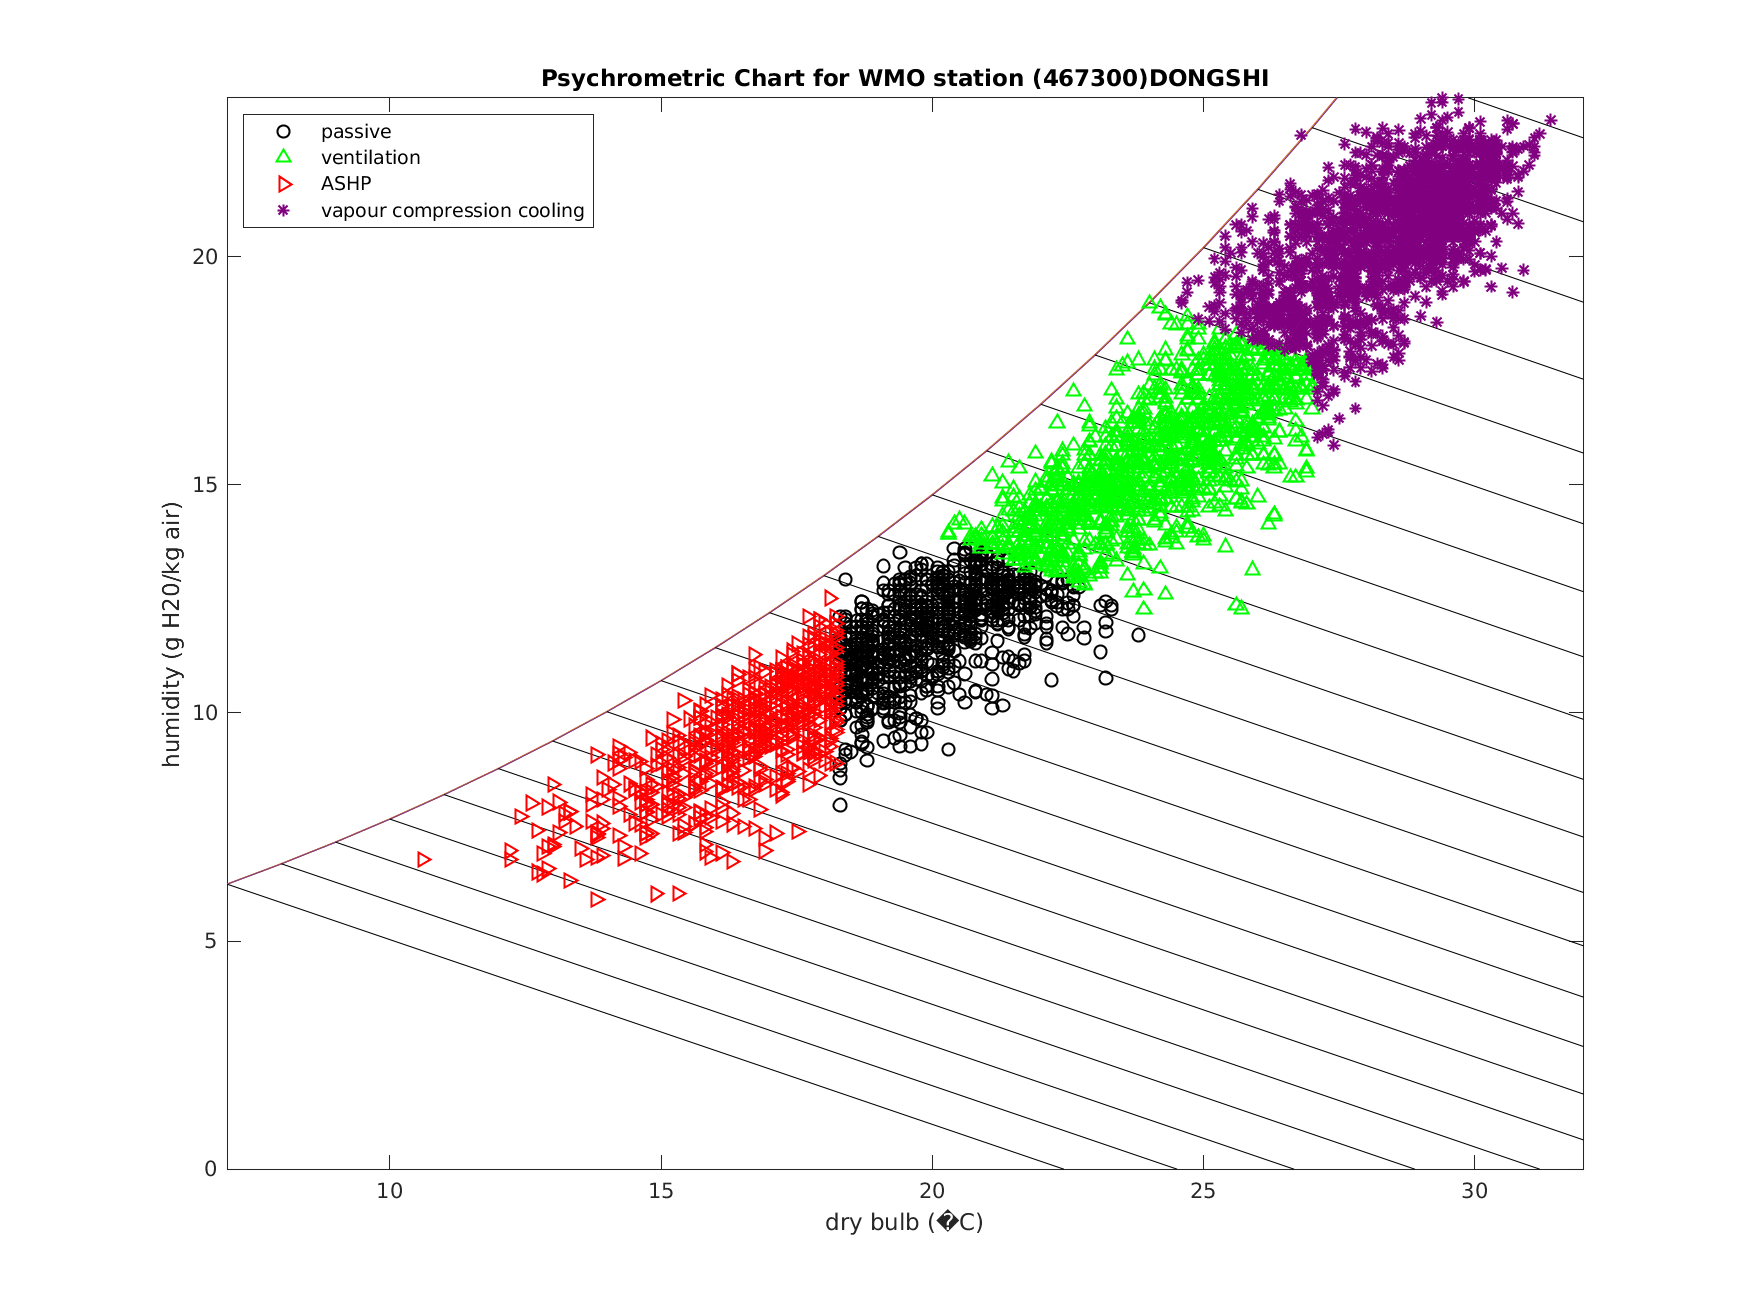 Psychrometric Chart for WMO station (467300)DONGSHI
passive
ventilation
ASHP
vapour compression cooling
20
15
10
5
0
humidity (g H20/kg air)
10 15 20 25 30
dry bulb (�C)